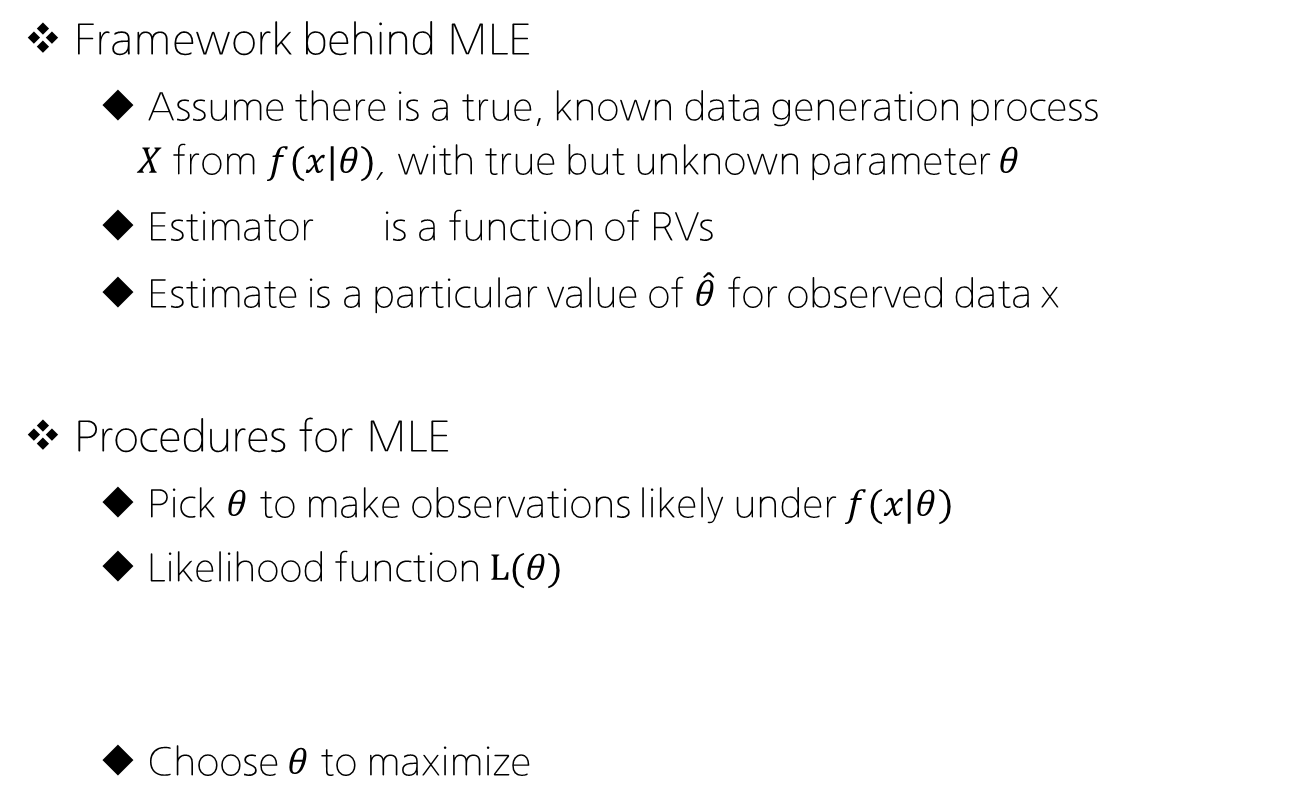 ❖ Framework behind MLE
◆ Assume there is a true, known data generation process
X from f(x|θ), with true but unknown parameter θ
◆ Estimator is a function of RVs
◆ Estimate is a particular value of θ̂ for observed data x
❖ Procedures for MLE
◆ Pick θ to make observations likely under f(x|θ)
◆ Likelihood function L(θ)
◆ Choose θ to maximize